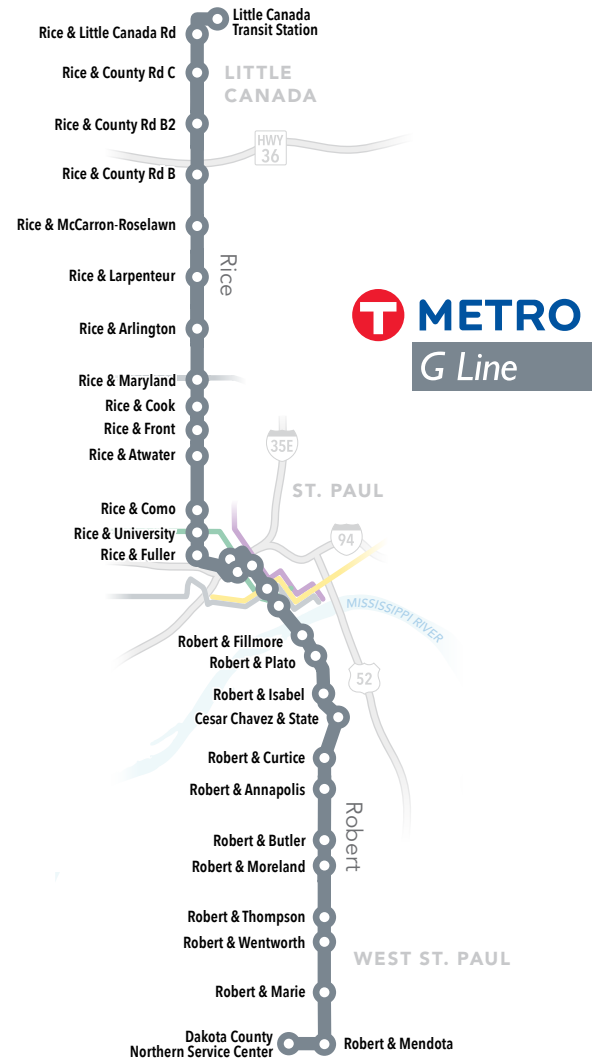 Little Canada
Transit Station
Rice & Little Canada Rd
Rice & County Rd C
LITTLE
CANADA
Rice & County Rd B2
HWY
36
Rice & County Rd B
Rice & McCarron-Roselawn
Rice
Rice & Larpenteur
T METRO
G Line
Rice & Arlington
Rice & Maryland
Rice & Cook
Rice & Front
Rice & Atwater
35E
ST. PAUL
Rice & Como
Rice & University
94
Rice & Fuller
MISSISSIPPI RIVER
Robert & Fillmore
Robert & Plato
52
Robert & Isabel
Cesar Chavez & State
Robert & Curtice
Robert & Annapolis
Robert
Robert & Butler
Robert & Moreland
Robert & Thompson
Robert & Wentworth
WEST ST. PAUL
Robert & Marie
Dakota County
Northern Service Center
Robert & Mendota